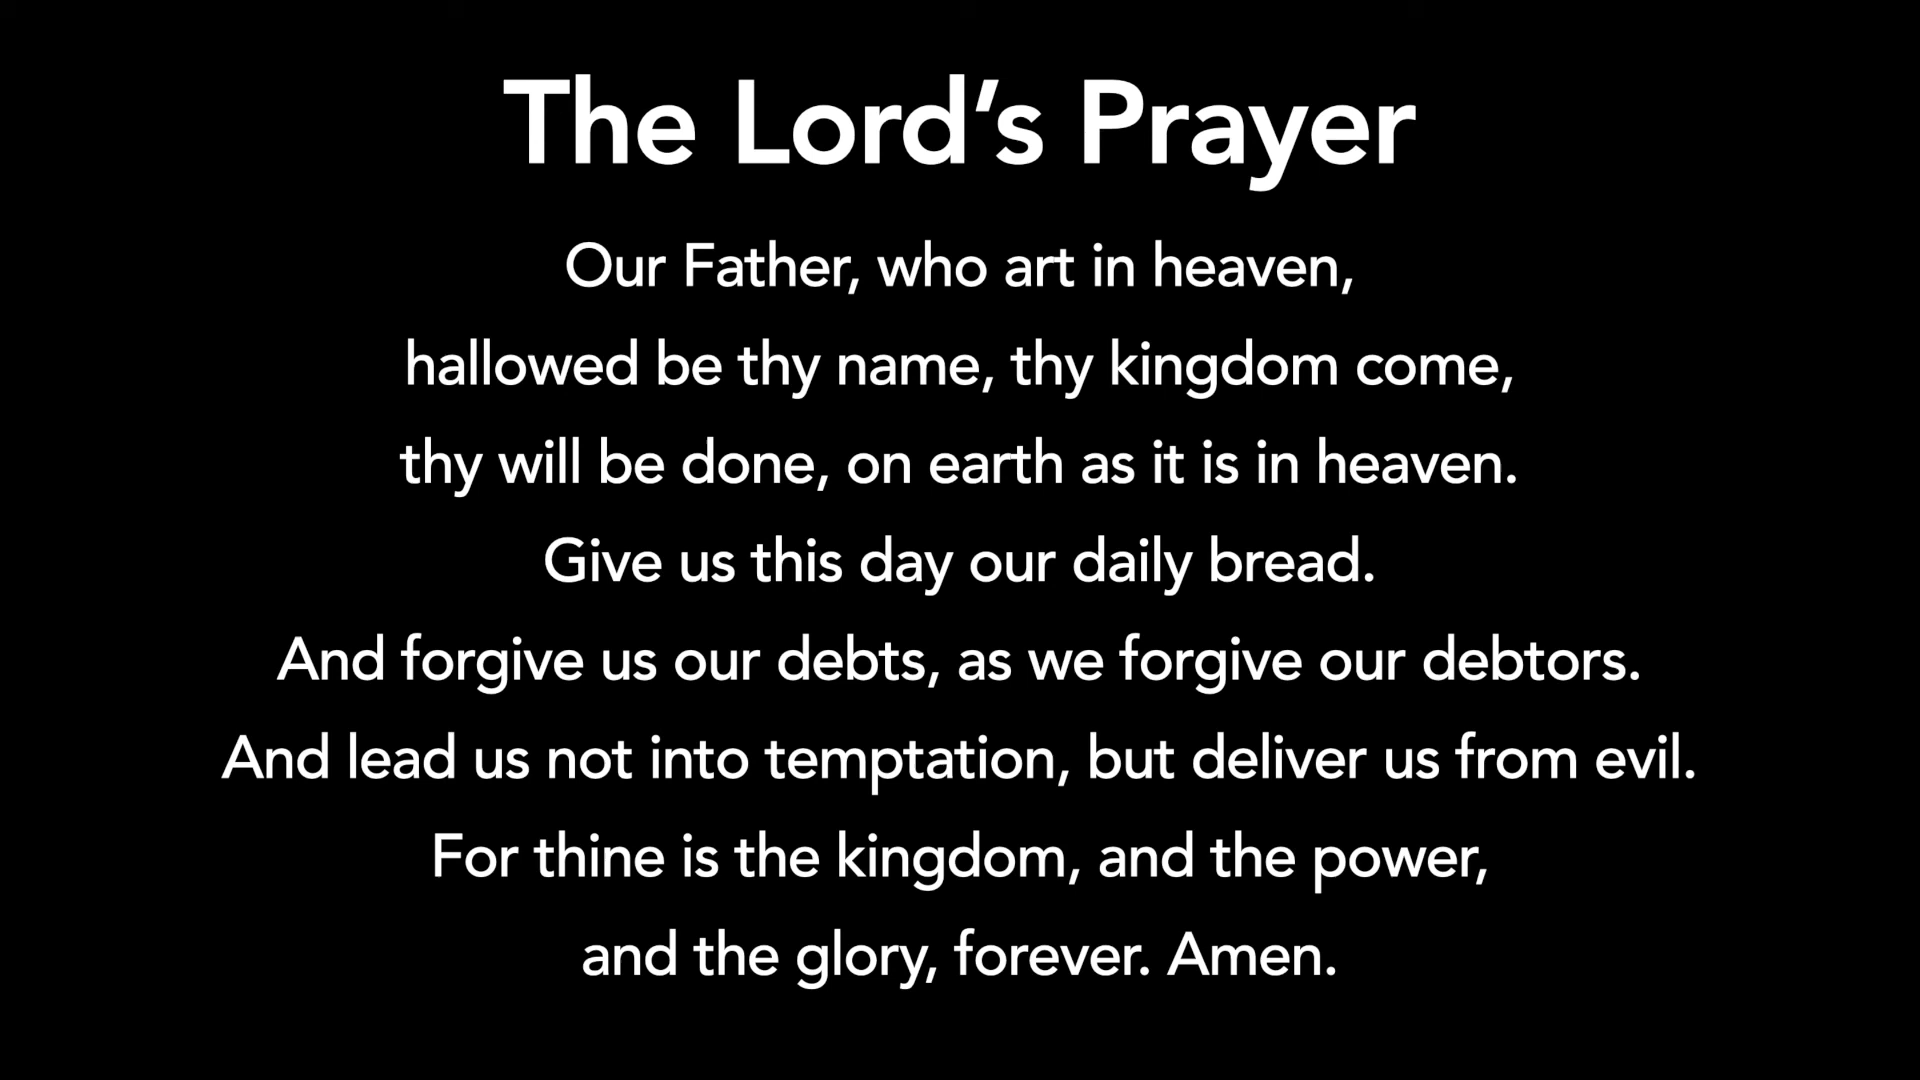 The Lord’s Prayer
Our Father, who art in heaven,
hallowed be thy name, thy kingdom come,
thy will be done, on earth as it is in heaven.
Give us this day our daily bread.
And forgive us our debts, as we forgive our debtors.
And lead us not into temptation, but deliver us from evil.
For thine is the kingdom, and the power,
and the glory, forever. Amen.